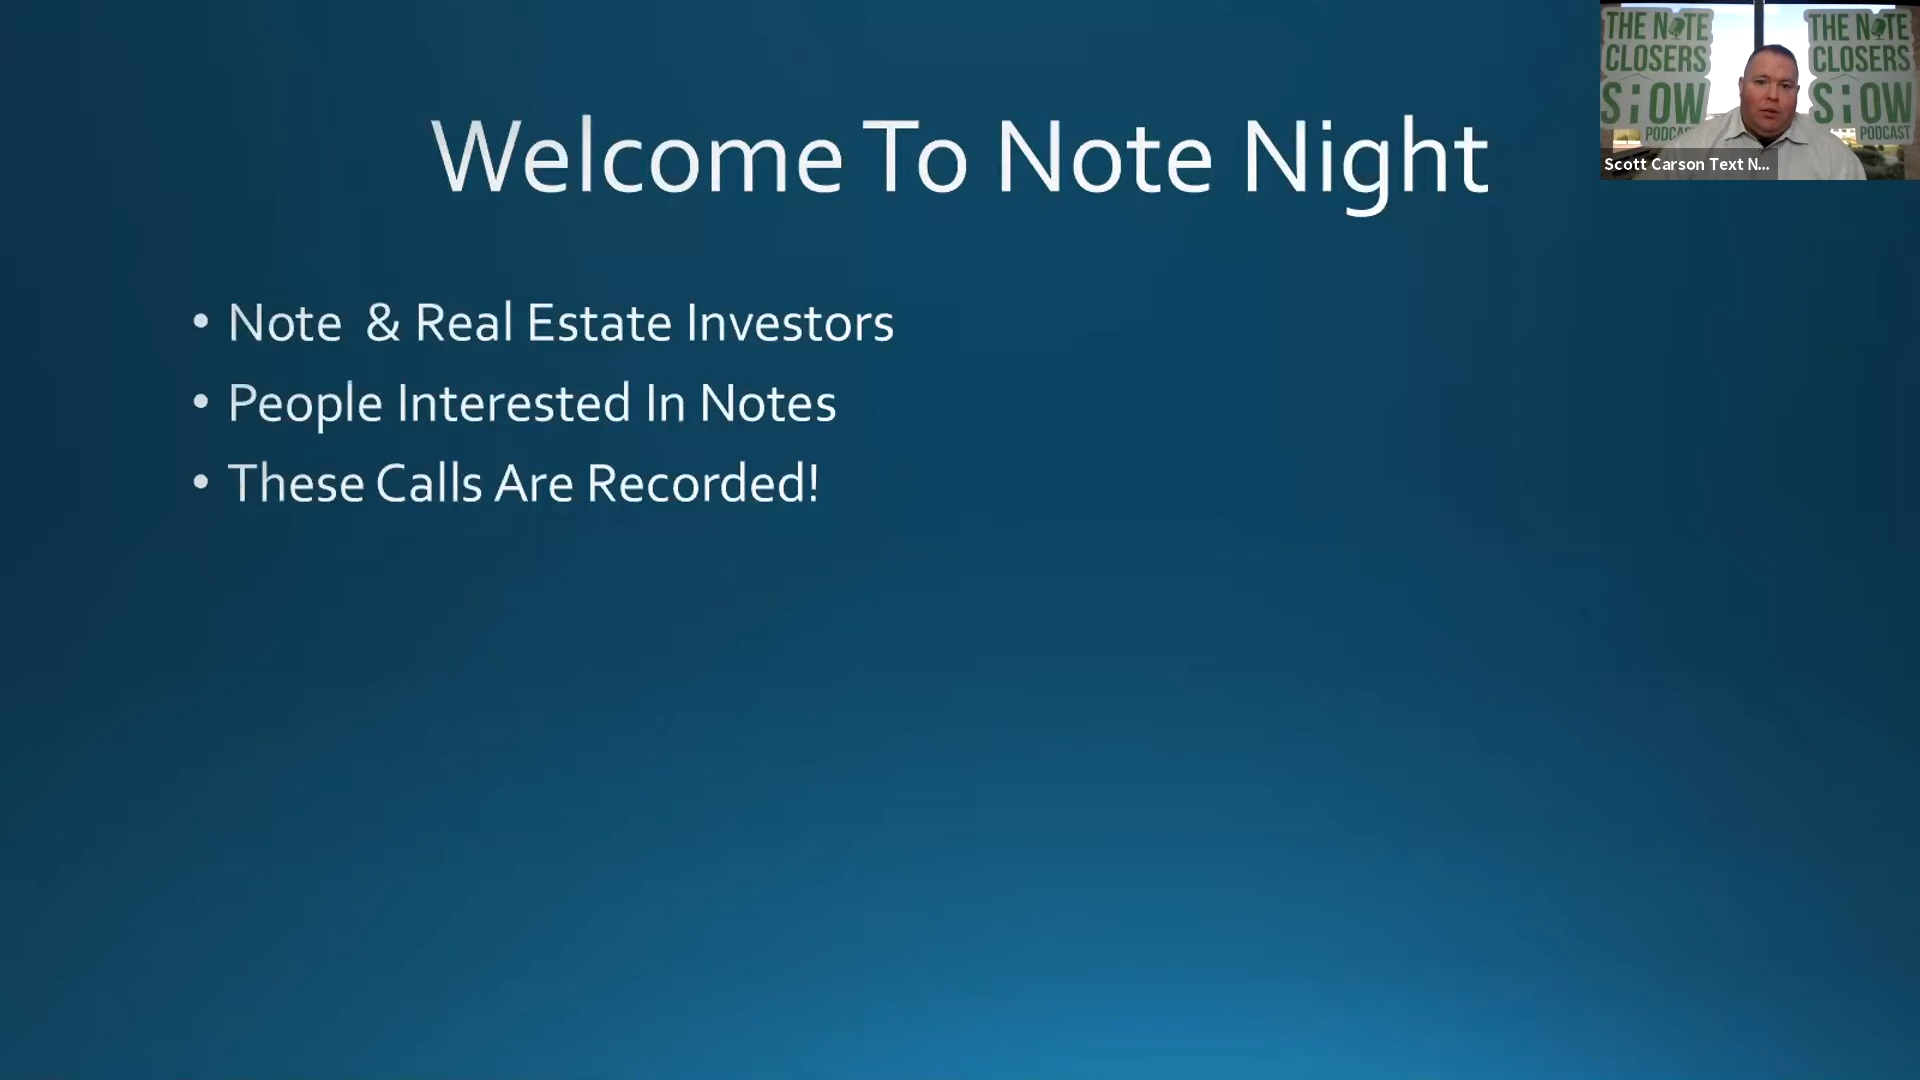 Welcome To Note Night
• Note & Real Estate Investors
• People Interested In Notes
• These Calls Are Recorded!
THE NOTE
CLOSERS
SHOW
PODCAST
THE NOTE
CLOSERS
SHOW
PODCAST
Scott Carson Text N...